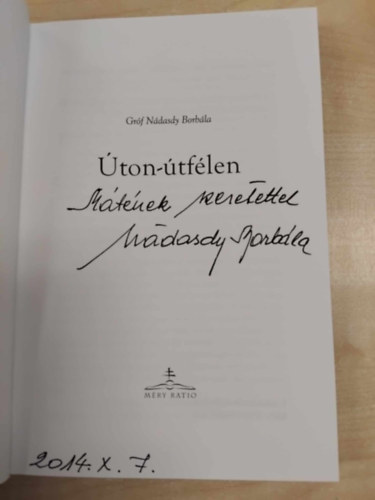 Gróf Nádasdy Borbála
Úton-útfélen
Máténak szeretettel
Nádasdy Borbála
MÉRY RATIO
2014. X. 7.